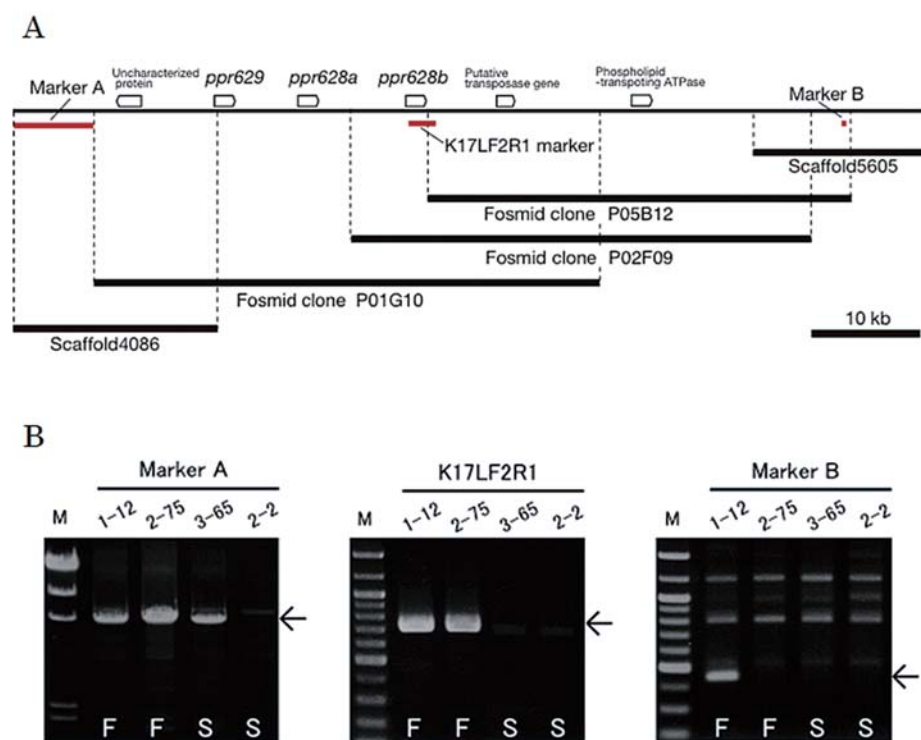 A
Marker A
Uncharacterized
protein
ppr629
ppr628a
ppr628b
Putative
transposase gene
Phospholipid
-transpoting ATPase
Marker B
K17LF2R1 marker
Scaffold5605
Fosmid clone P05B12
Fosmid clone P02F09
Fosmid clone P01G10
10 kb
Scaffold4086
B
Marker A
K17LF2R1
Marker B
M 1-12 2-75 3-65 2-2
M 1-12 2-75 3-65 2-2
M 1-12 2-75 3-65 2-2
F F S S
F F S S
F F S S